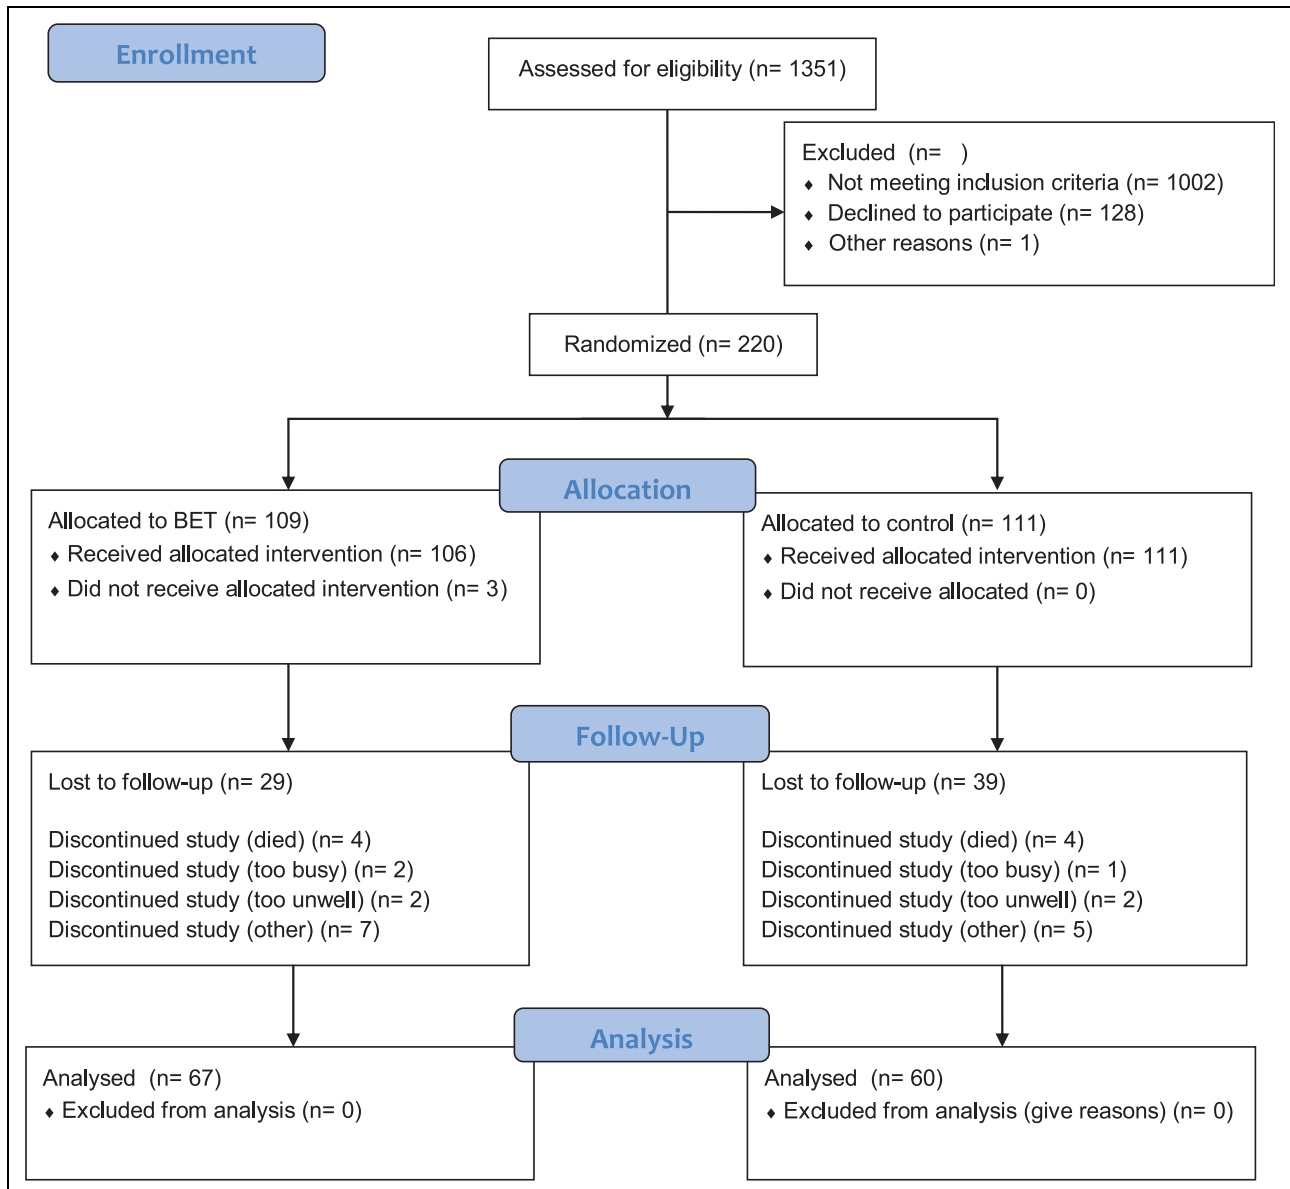 Enrollment
Assessed for eligibility (n= 1351)
Excluded (n= )
♦ Not meeting inclusion criteria (n= 1002)
♦ Declined to participate (n= 128)
♦ Other reasons (n= 1)
Randomized (n= 220)
Allocation
Allocated to BET (n= 109)
♦ Received allocated intervention (n= 106)
♦ Did not receive allocated intervention (n= 3)
Allocated to control (n= 111)
♦ Received allocated intervention (n= 111)
♦ Did not receive allocated (n= 0)
Follow-Up
Lost to follow-up (n= 29)
Discontinued study (died) (n= 4)
Discontinued study (too busy) (n= 2)
Discontinued study (too unwell) (n= 2)
Discontinued study (other) (n= 7)
Lost to follow-up (n= 39)
Discontinued study (died) (n= 4)
Discontinued study (too busy) (n= 1)
Discontinued study (too unwell) (n= 2)
Discontinued study (other) (n= 5)
Analysis
Analysed (n= 67)
♦ Excluded from analysis (n= 0)
Analysed (n= 60)
♦ Excluded from analysis (give reasons) (n= 0)